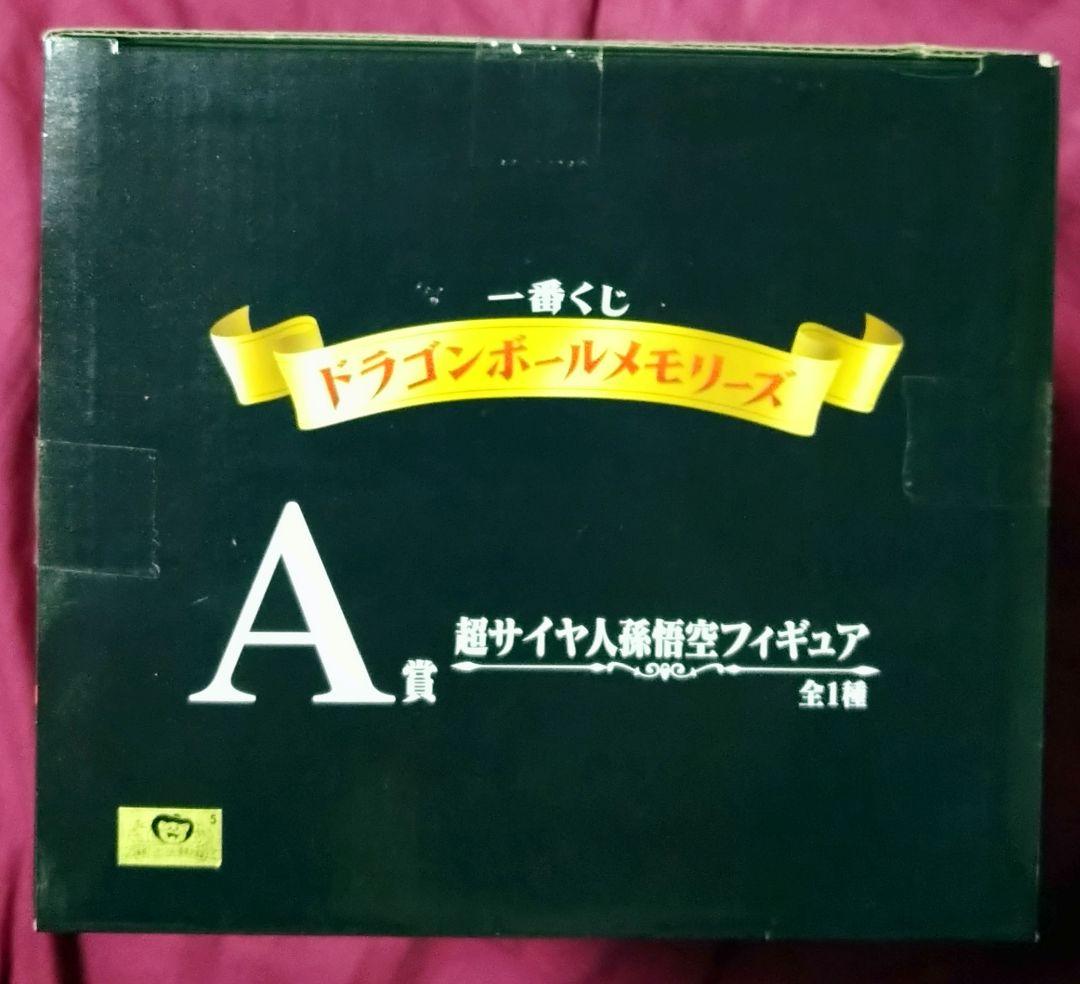 一番くじ
ドラゴンボールメモリーズ
A賞
超サイヤ人孫悟空フィギュア
全1種
S